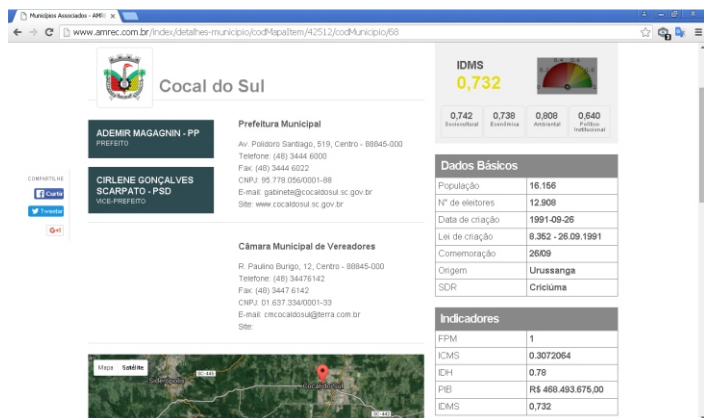 Municípios Associados - AMRE
www.amrec.com.br/index/detalhes-municipio/codMapaItem/42512/codMunicipio/68
Cocal do Sul
ADEMIR MAGAGNIN - PP
PREFEITO
CIRLENE GONÇALVES
SCARPATO - PSD
VICE-PREFEITO
COMPARTILHE
Curtir
Tweetar
G+1
Prefeitura Municipal
Av. Polidoro Santiago, 519, Centro - 88845-000
Telefone: (48) 3444 6000
Fax: (48) 3444 6022
CNPJ: 95.778.056/0001-88
E-mail: gabinete@cocaldosul.sc.gov.br
Site: www.cocaldosul.sc.gov.br
Câmara Municipal de Vereadores
R. Paulino Burigo, 12, Centro - 88845-000
Telefone: (48) 34476142
Fax: (48) 3447 6142
CNPJ: 01.637.334/0001-33
E-mail: cmcocaldosul@terra.com.br
Site:
Mapa Satélite
Siderópolis
SC-445
Cocal do Sul
SC-445
IDMS
0,732
0,742 0,738 0,808 0,640
Sociocultural Econômica Ambiental Político
Institucional
Dados Básicos
População 16.156
N° de eleitores 12.908
Data de criação 1991-09-26
Lei de criação 8.352 - 26.09.1991
Comemoração 26/09
Origem Urussanga
SDR Criciúma
Indicadores
FPM 1
ICMS 0.3072064
IDH 0.78
PIB R$ 468.493.675,00
IDMS 0,732